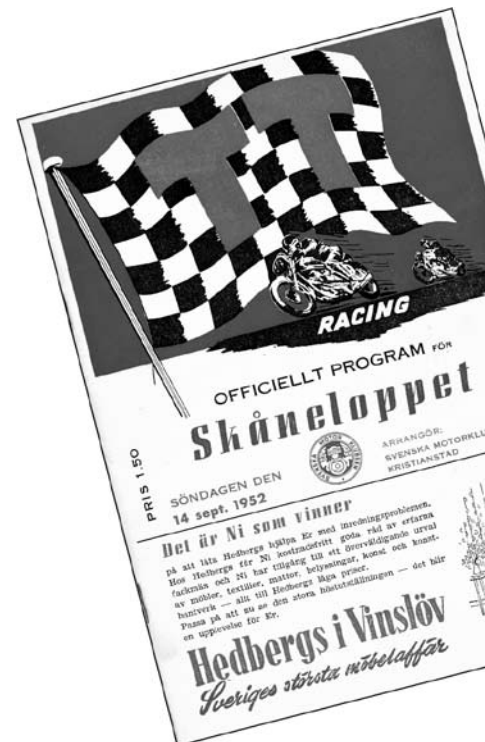 TT
RACING
OFFICIELLT PROGRAM FÖR
Skåneloppet
PRIS 1.50
SÖNDAGEN DEN
14 sept. 1952
ARRANGÖR:
SVENSKA MOTORKLU
KRISTIANSTAD
Det är Ni som vinner
på att låta Hedbergs hjälpa Er med inredningsproblemen.
Hos Hedbergs får Ni kostnadsfritt goda råd av erfarna
fackmän och Ni har tillgång till ett överväldigande urval
av möbler, textilier, mattor, belysningar, konst och konst-
hantverk — allt till Hedbergs låga priser.
Passa på att nu se den stora höstutställningen — det blir
en upplevelse för Er.
Hedbergs i Vinslöv
Sveriges största möbelaffär